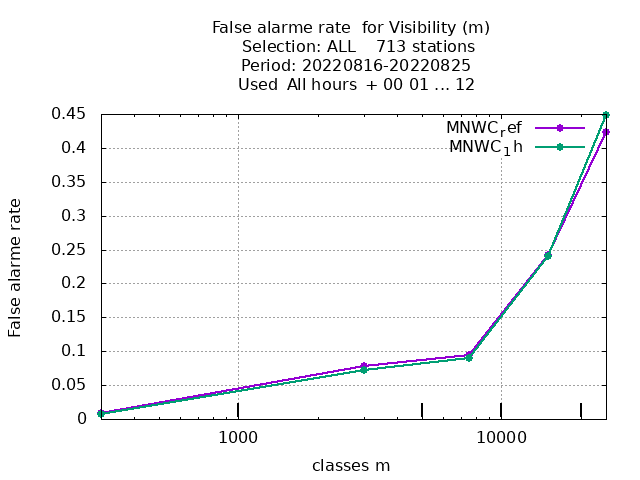 False alarme rate  for Visibility (m)
Selection: ALL    713 stations
Period: 20220816-20220825
Used  All hours  + 00 01 ... 12
0.45
0.4
0.35
0.3
0.25
0.2
0.15
0.1
0.05
0
False alarme rate
MNWC_ref
MNWC_1h
1000
10000
classes m